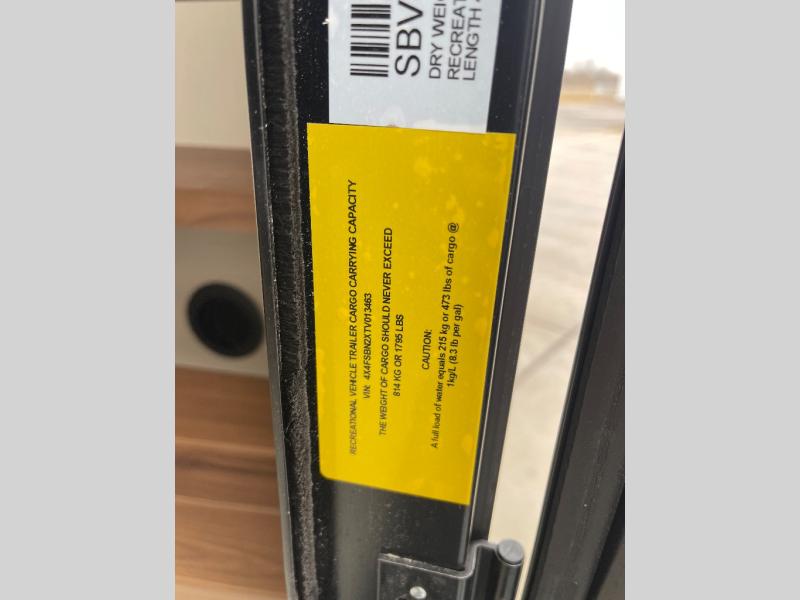 SBV
DRY WEI
RECREAT
LENGTH
RECREATIONAL VEHICLE TRAILER CARGO CARRYING CAPACITY
VIN: 4X4FSBN2XTV013463
THE WEIGHT OF CARGO SHOULD NEVER EXCEED
814 KG OR 1795 LBS
CAUTION:
A full load of water equals 215 kg or 473 lbs of cargo @
1kg/L (8.3 lb per gal)